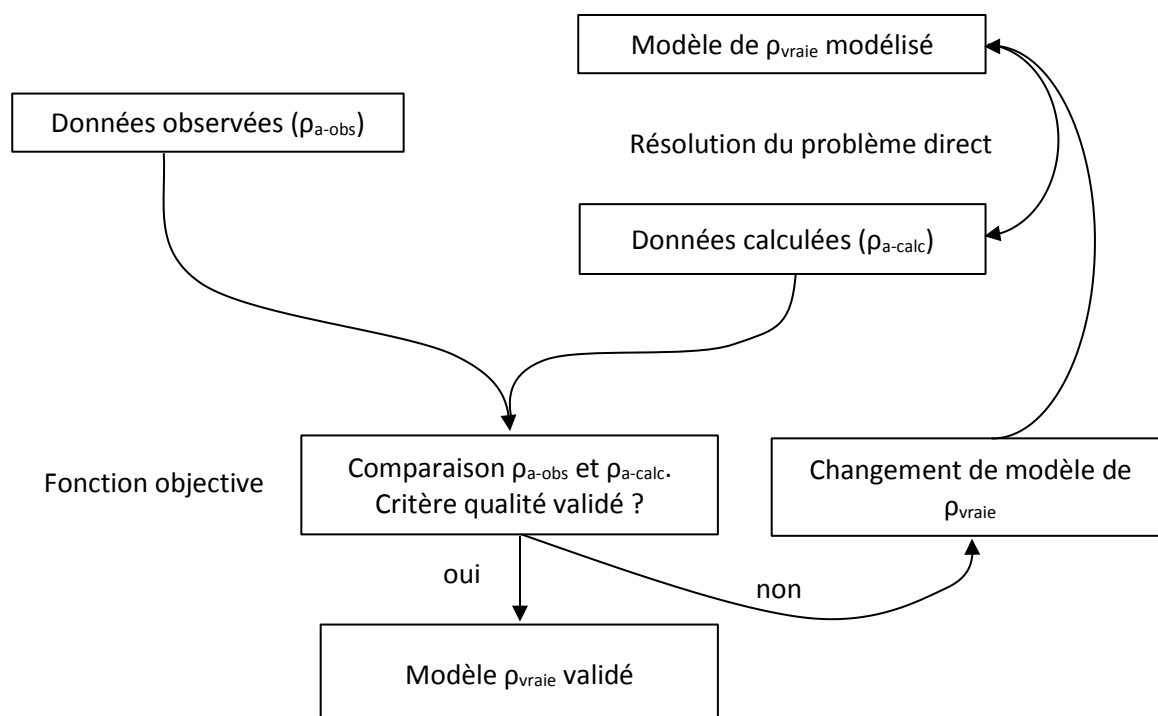 Modèle de ρvraie modélisé
Données observées (ρa-obs)
Résolution du problème direct
Données calculées (ρa-calc)
Fonction objective
Comparaison ρa-obs et ρa-calc.
Critère qualité validé ?
Changement de modèle de
ρvraie
oui
non
Modèle ρvraie validé